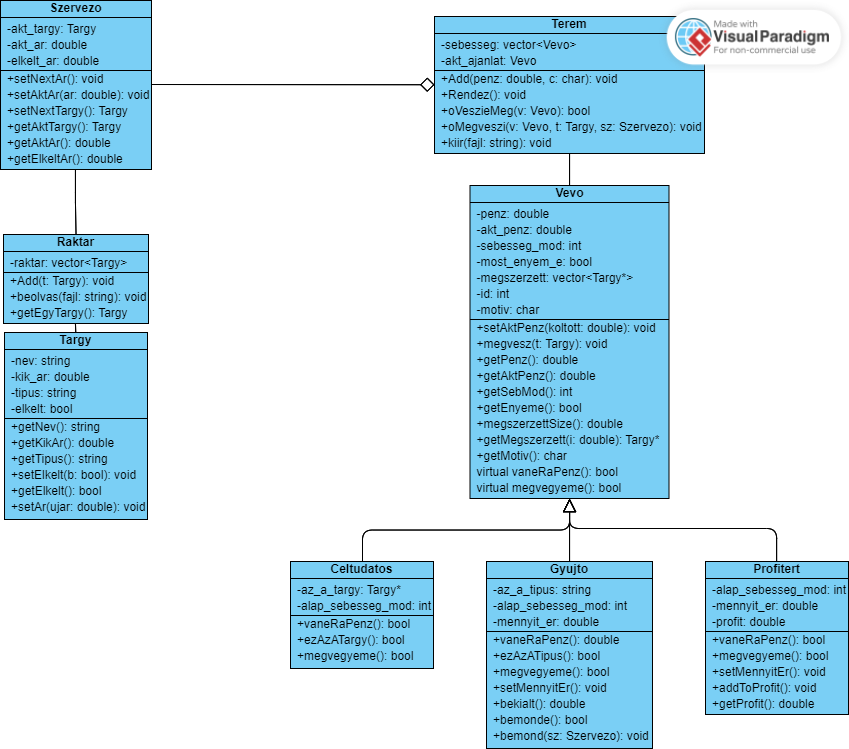 Szervezo
-akt_targy: Targy
-akt_ar: double
-elkelt_ar: double
+setNextAr(): void
+setAktAr(ar: double): void
+setNextTargy(): Targy
+getAktTargy(): Targy
+getAktAr(): double
+getElkeltAr(): double
Terem
-sebesseg: vector<Vevo>
-akt_ajanlat: Vevo
+Add(penz: double, c: char): void
+Rendez(): void
+oVeszieMeg(v: Vevo): bool
+oMegveszi(v: Vevo, t: Targy, sz: Szervezo): void
+kiir(fajl: string): void
Made with
Visual Paradigm
For non-commercial use
Raktar
-raktar: vector<Targy>
+Add(t: Targy): void
+beolvas(fajl: string): void
+getEgyTargy(): Targy
Targy
-nev: string
-kik_ar: double
-tipus: string
-elkelt: bool
+getNev(): string
+getKikAr(): double
+getTipus(): string
+setElkelt(b: bool): void
+getElkelt(): bool
+setAr(ujar: double): void
Vevo
-penz: double
-akt_penz: double
-sebesseg_mod: int
-most_enyem_e: bool
-megszerzett: vector<Targy*>
-id: int
-motiv: char
+setAktPenz(koltott: double): void
+megvesz(t: Targy): void
+getPenz(): double
+getAktPenz(): double
+getSebMod(): int
+getEnyeme(): bool
+megszerzettSize(): double
+getMegszerzett(i: double): Targy*
+getMotiv(): char
virtual vaneRaPenz(): bool
virtual megvegyeme(): bool
Celtudatos
-az_a_targy: Targy*
-alap_sebesseg_mod: int
+vaneRaPenz(): bool
+ezAzATargy(): bool
+megvegyeme(): bool
Gyujto
-az_a_tipus: string
-alap_sebesseg_mod: int
-mennyit_er: double
+vaneRaPenz(): double
+ezAzATipus(): bool
+megvegyeme(): bool
+setMennyitEr(): void
+bekialt(): double
+bemonde(): bool
+bemond(sz: Szervezo): void
Profitert
-alap_sebesseg_mod: int
-mennyit_er: double
-profit: double
+vaneRaPenz(): bool
+megvegyeme(): bool
+setMennyitEr(): void
+addToProfit(): void
+getProfit(): double